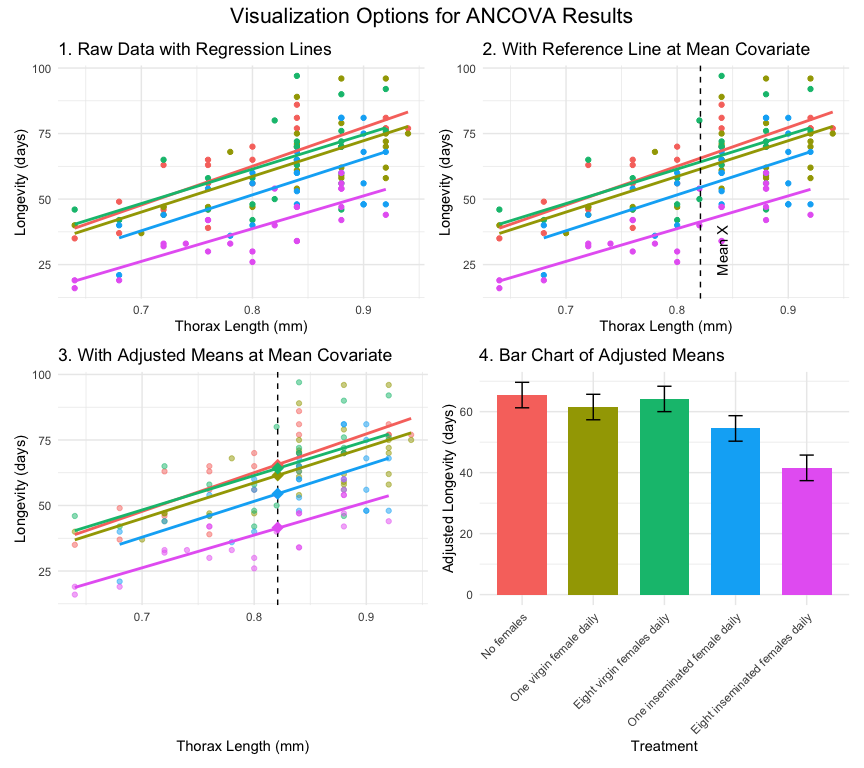 Visualization Options for ANCOVA Results
1. Raw Data with Regression Lines
100
75
50
25
Longevity (days)
0.7
0.8
0.9
Thorax Length (mm)
2. With Reference Line at Mean Covariate
100
75
50
25
Longevity (days)
Mean X
0.7
0.8
0.9
Thorax Length (mm)
3. With Adjusted Means at Mean Covariate
100
75
50
25
Longevity (days)
0.7
0.8
0.9
Thorax Length (mm)
4. Bar Chart of Adjusted Means
60
40
20
0
Adjusted Longevity (days)
No females
One virgin female daily
Eight virgin females daily
One inseminated female daily
Eight inseminated females daily
Treatment